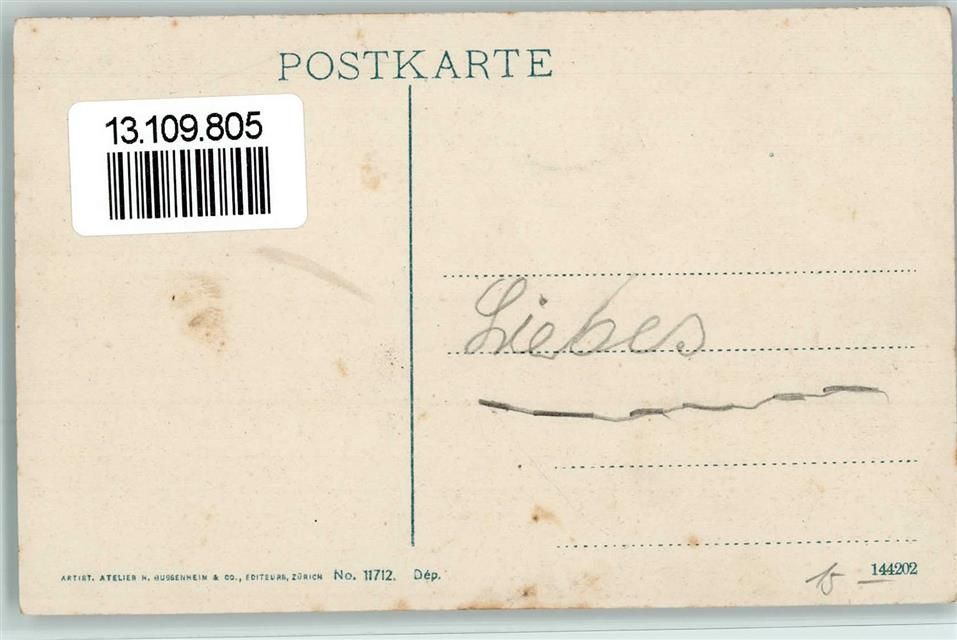 POSTKARTE
13.109.805
Liebes
ARTIST. ATELIER H. GUGGENHEIM & CO., EDITEURS, ZÜRICH No. 11712. Dép.
144202